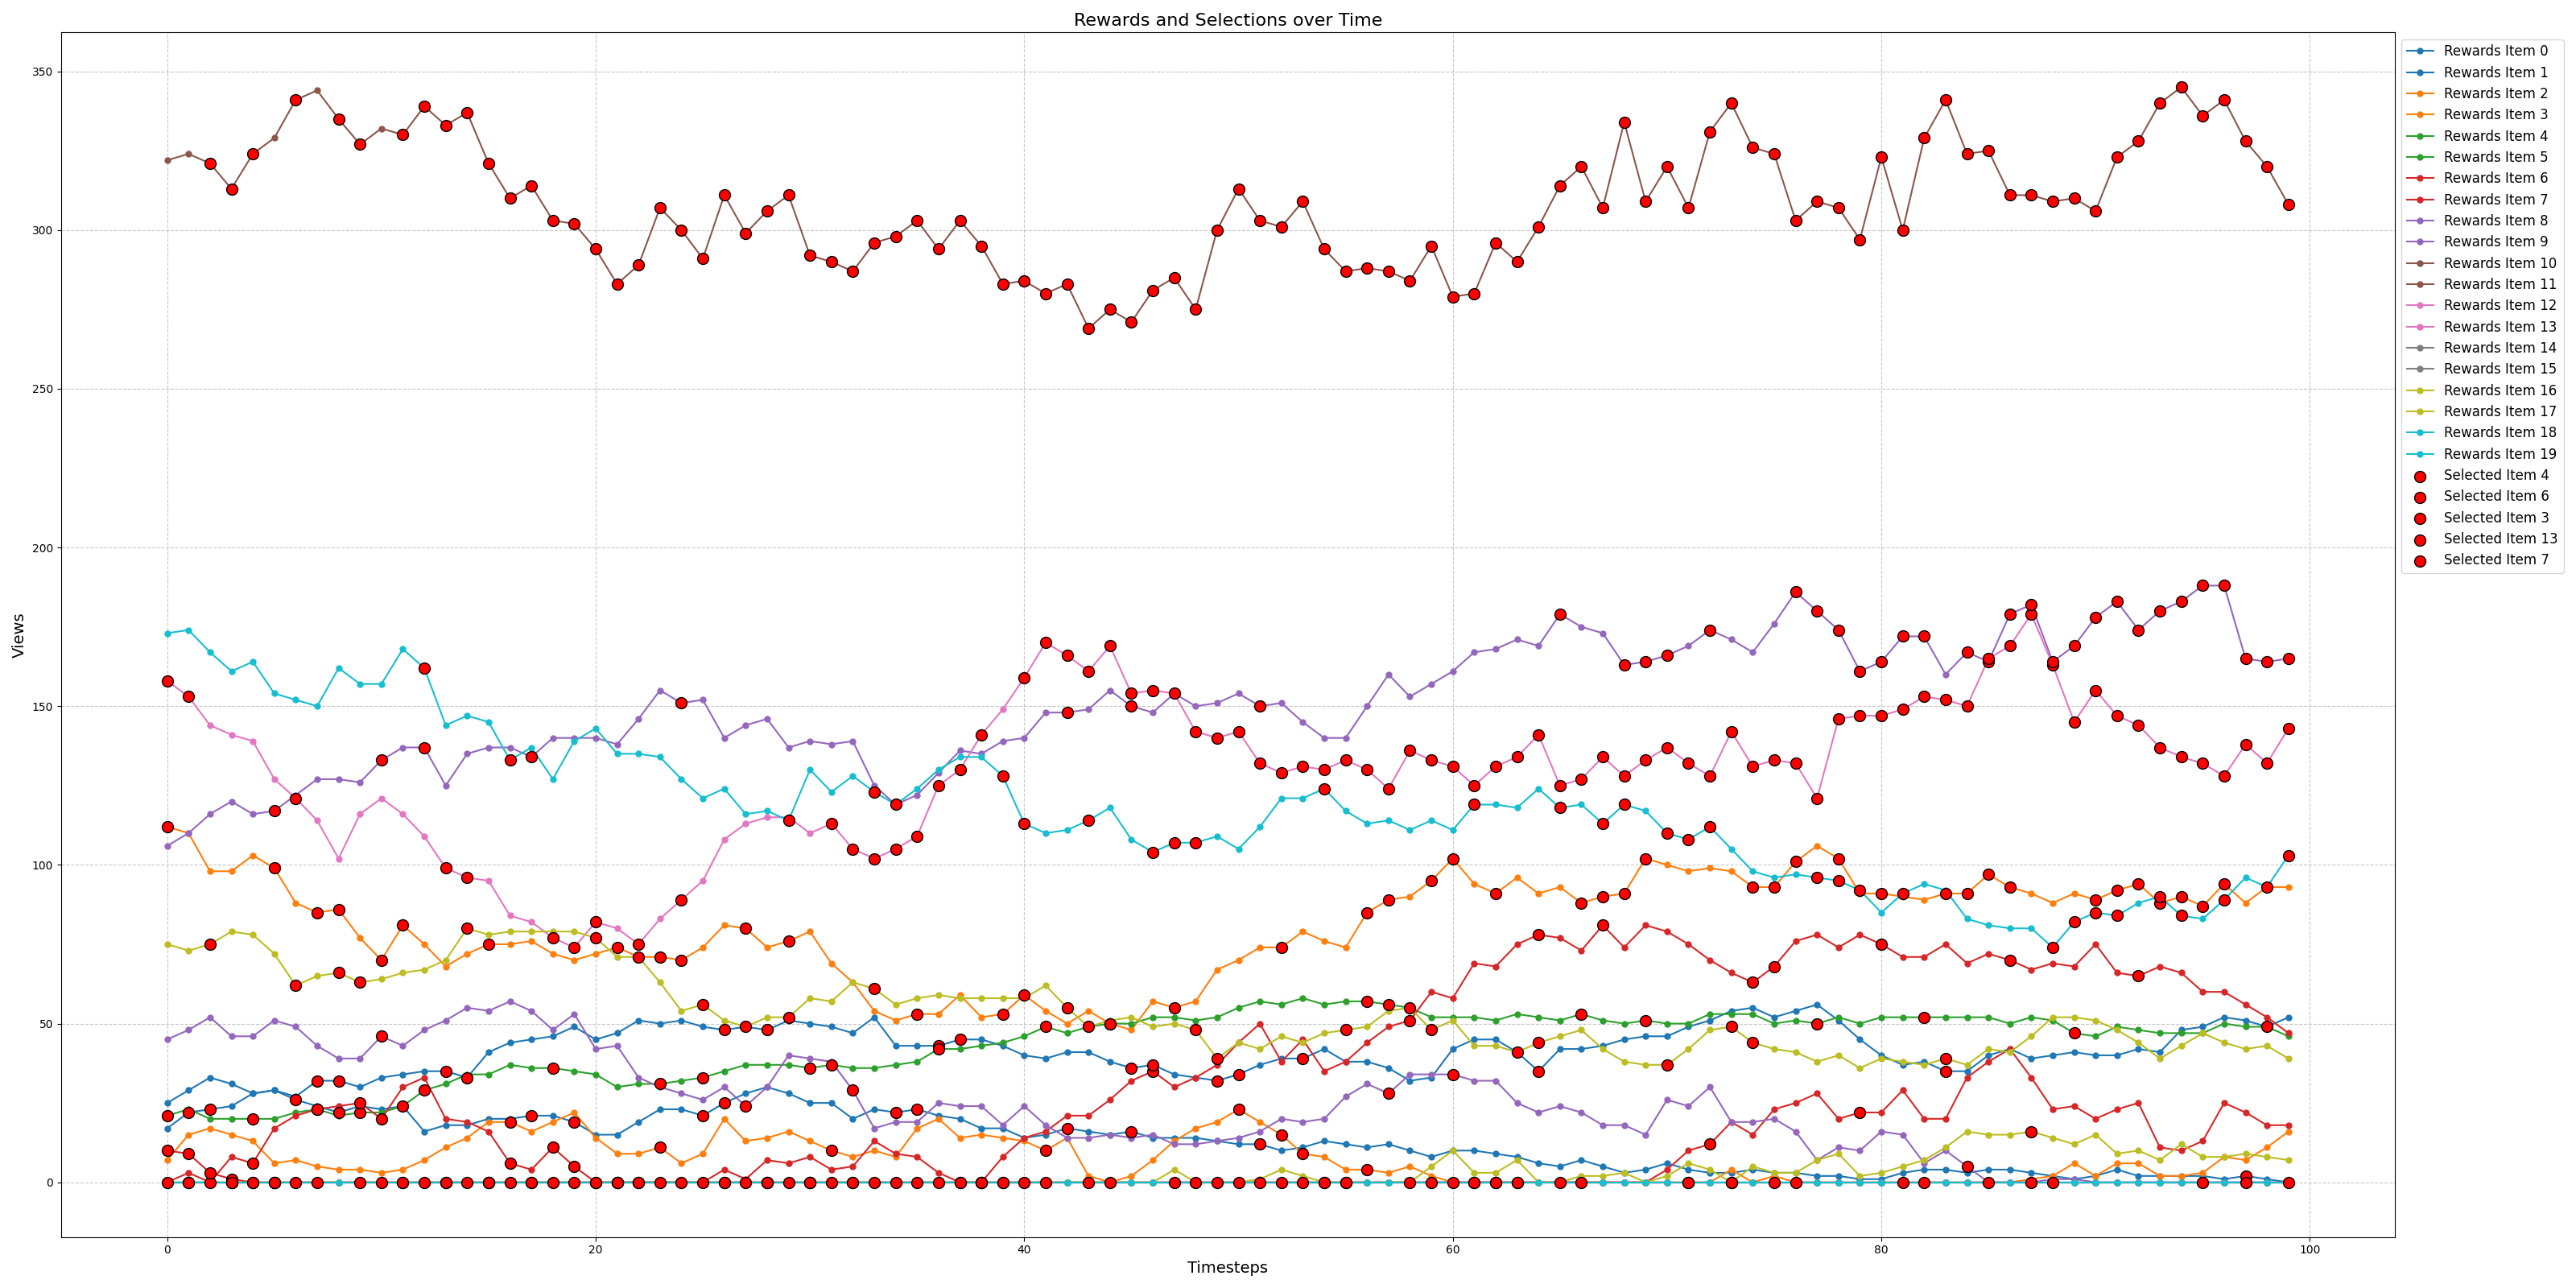 Rewards and Selections over Time
Views
350
300
250
200
150
100
50
0
0
20
40
60
80
100
Timesteps
Rewards Item 0
Rewards Item 1
Rewards Item 2
Rewards Item 3
Rewards Item 4
Rewards Item 5
Rewards Item 6
Rewards Item 7
Rewards Item 8
Rewards Item 9
Rewards Item 10
Rewards Item 11
Rewards Item 12
Rewards Item 13
Rewards Item 14
Rewards Item 15
Rewards Item 16
Rewards Item 17
Rewards Item 18
Rewards Item 19
Selected Item 4
Selected Item 6
Selected Item 3
Selected Item 13
Selected Item 7